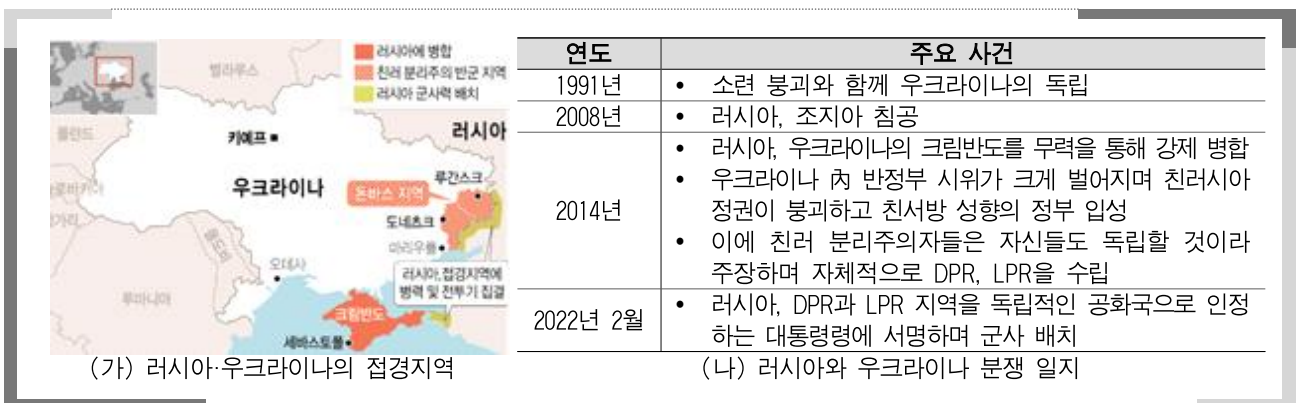 러시아에 병합
친러 분리주의 반군 지역
러시아 군사력 배치
벨라루스
폴란드
키예프
러시아
우크라이나
루간스크
돈바스 지역
도네츠크
마리우폴
헝가리
몰도바
오데사
러시아, 접경지역에
병력 및 전투기 집결
루마니아
크림반도
세바스토폴
(가) 러시아·우크라이나의 접경지역
연도 주요 사건
1991년 • 소련 붕괴와 함께 우크라이나의 독립
2008년 • 러시아, 조지아 침공
2014년
• 러시아, 우크라이나의 크림반도를 무력을 통해 강제 병합
• 우크라이나 內 반정부 시위가 크게 벌어지며 친러시아
정권이 붕괴하고 친서방 성향의 정부 입성
• 이에 친러 분리주의자들은 자신들도 독립할 것이라
주장하며 자체적으로 DPR, LPR을 수립
2022년 2월
• 러시아, DPR과 LPR 지역을 독립적인 공화국으로 인정
하는 대통령령에 서명하며 군사 배치
(나) 러시아와 우크라이나 분쟁 일지